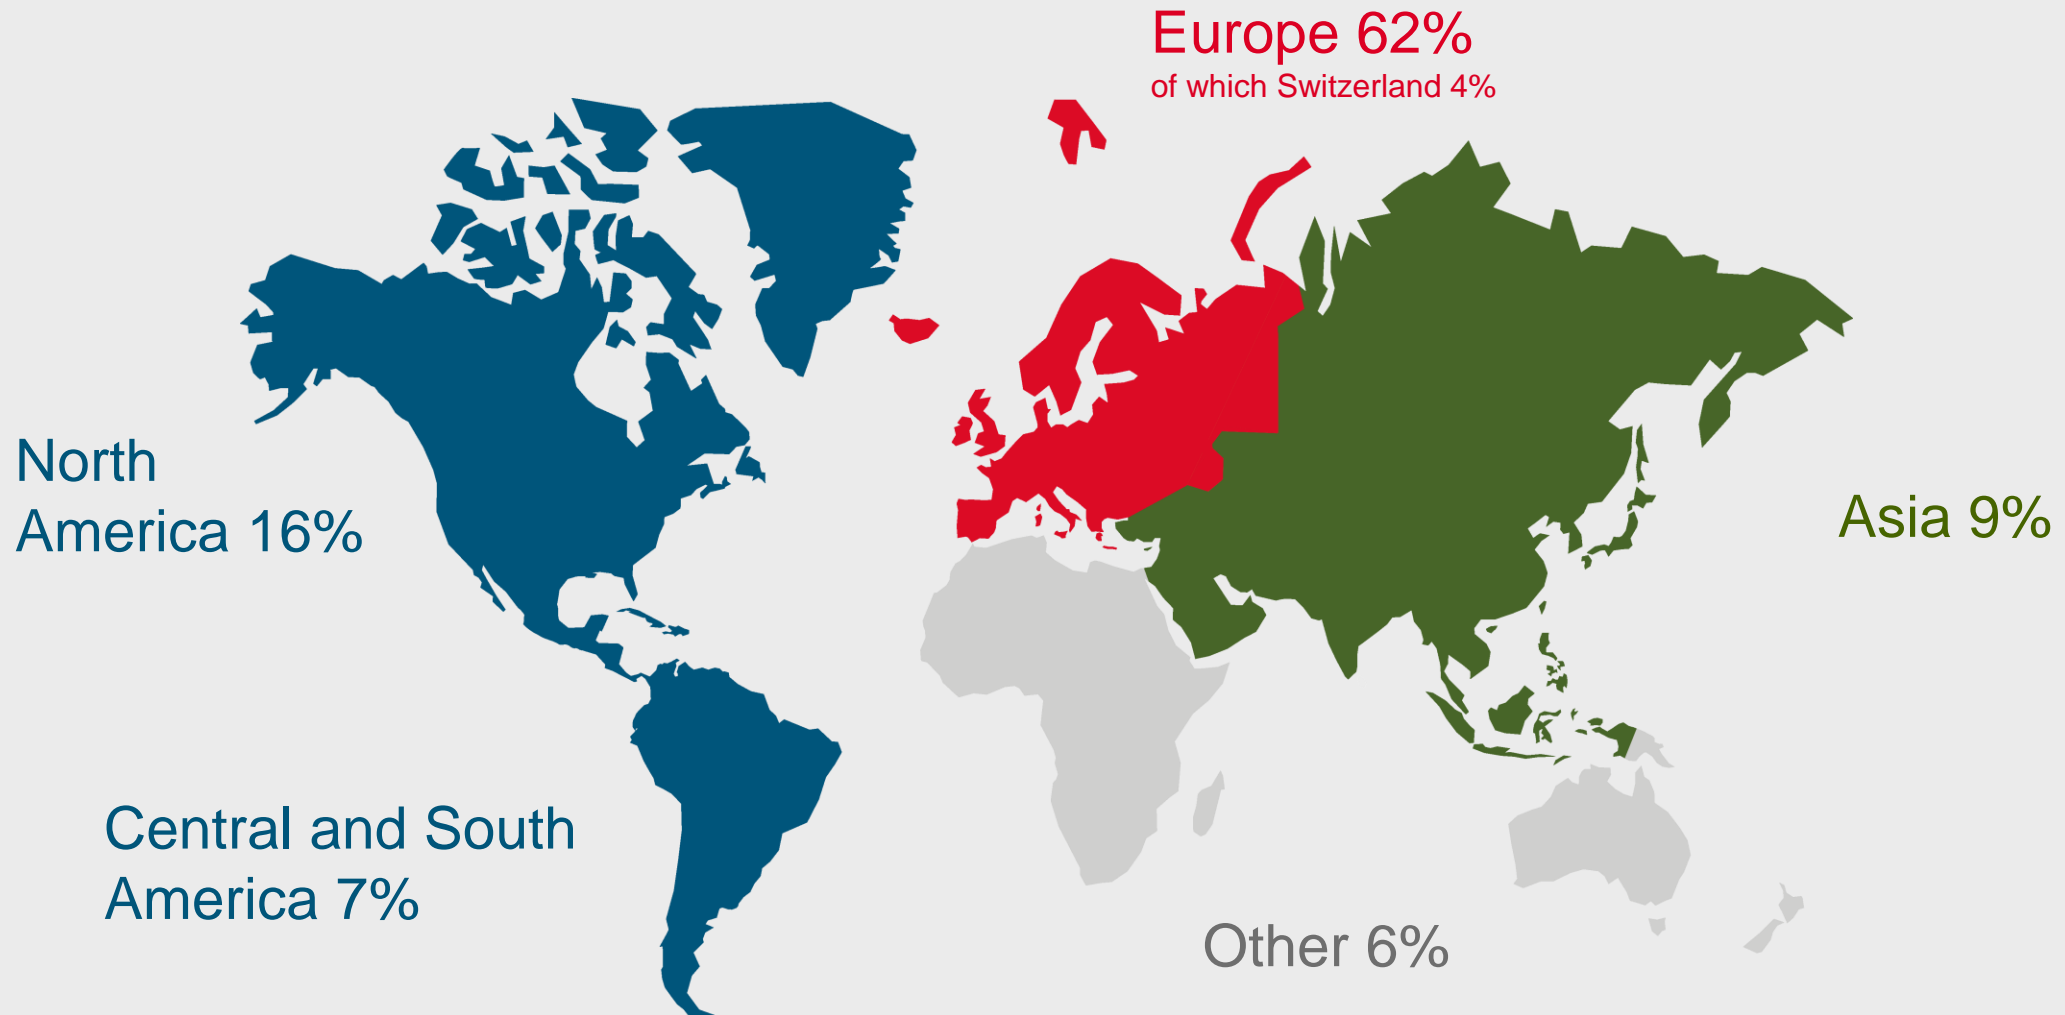 Europe 62%
of which Switzerland 4%
North
America 16%
Asia 9%
Central and South
America 7%
Other 6%